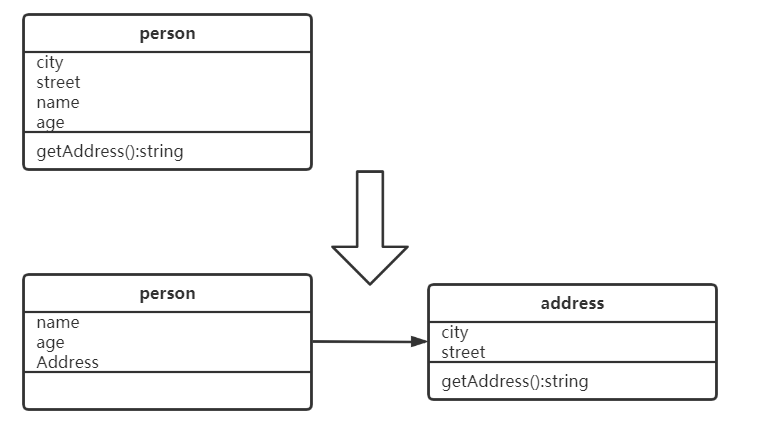 person
city
street
name
age
getAddress():string
person
name
age
Address
address
city
street
getAddress():string